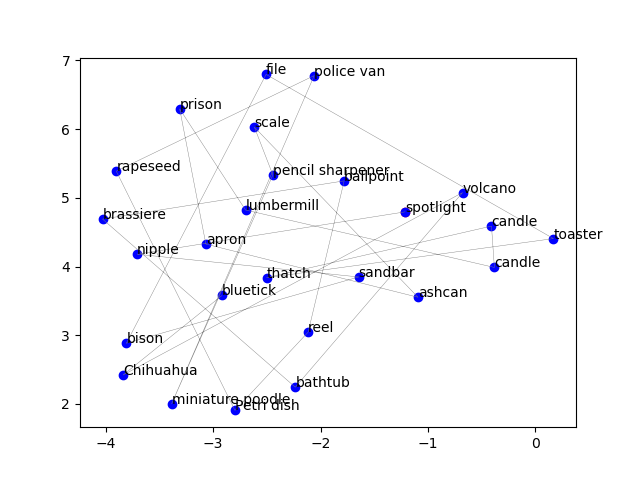 7
file
police van
prison
6
scale
rapeseed
pencil sharpener
ballpoint
5
volcano
lumbermill
spotlight
brassiere
candle
toaster
nipple
apron
4
candle
thatch
sandbar
bluetick
ashcan
3
reel
bison
Chihuahua
bathtub
2
miniature poodle
Petri dish
−4
−3
−2
−1
0